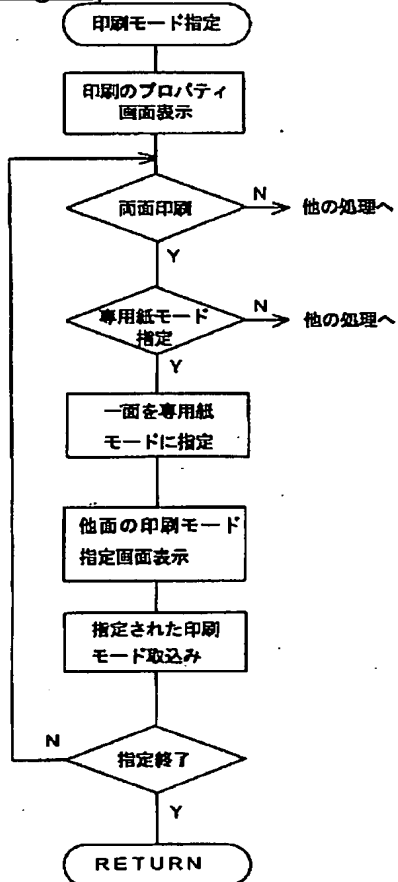 印刷モード指定
印刷のプロパティ
画面表示
両面印刷
N
他の処理へ
Y
専用紙モード
指定
N
他の処理へ
Y
一面を専用紙
モードに指定
他面の印刷モード
指定画面表示
指定された印刷
モード取込み
N
指定終了
Y
RETURN